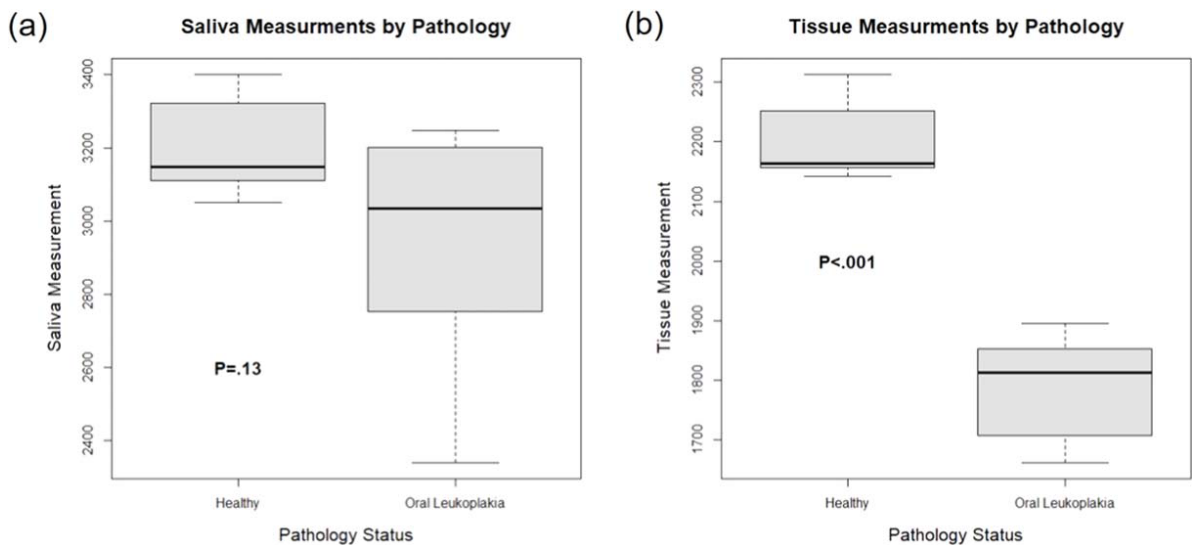 (a)
Saliva Measurments by Pathology
Saliva Measurement
3400
3200
3000
2800
2600
2400
P=.13
Healthy
Oral Leukoplakia
Pathology Status
(b)
Tissue Measurments by Pathology
Tissue Measurement
2300
2200
2100
2000
1900
1800
1700
P<.001
Healthy
Oral Leukoplakia
Pathology Status